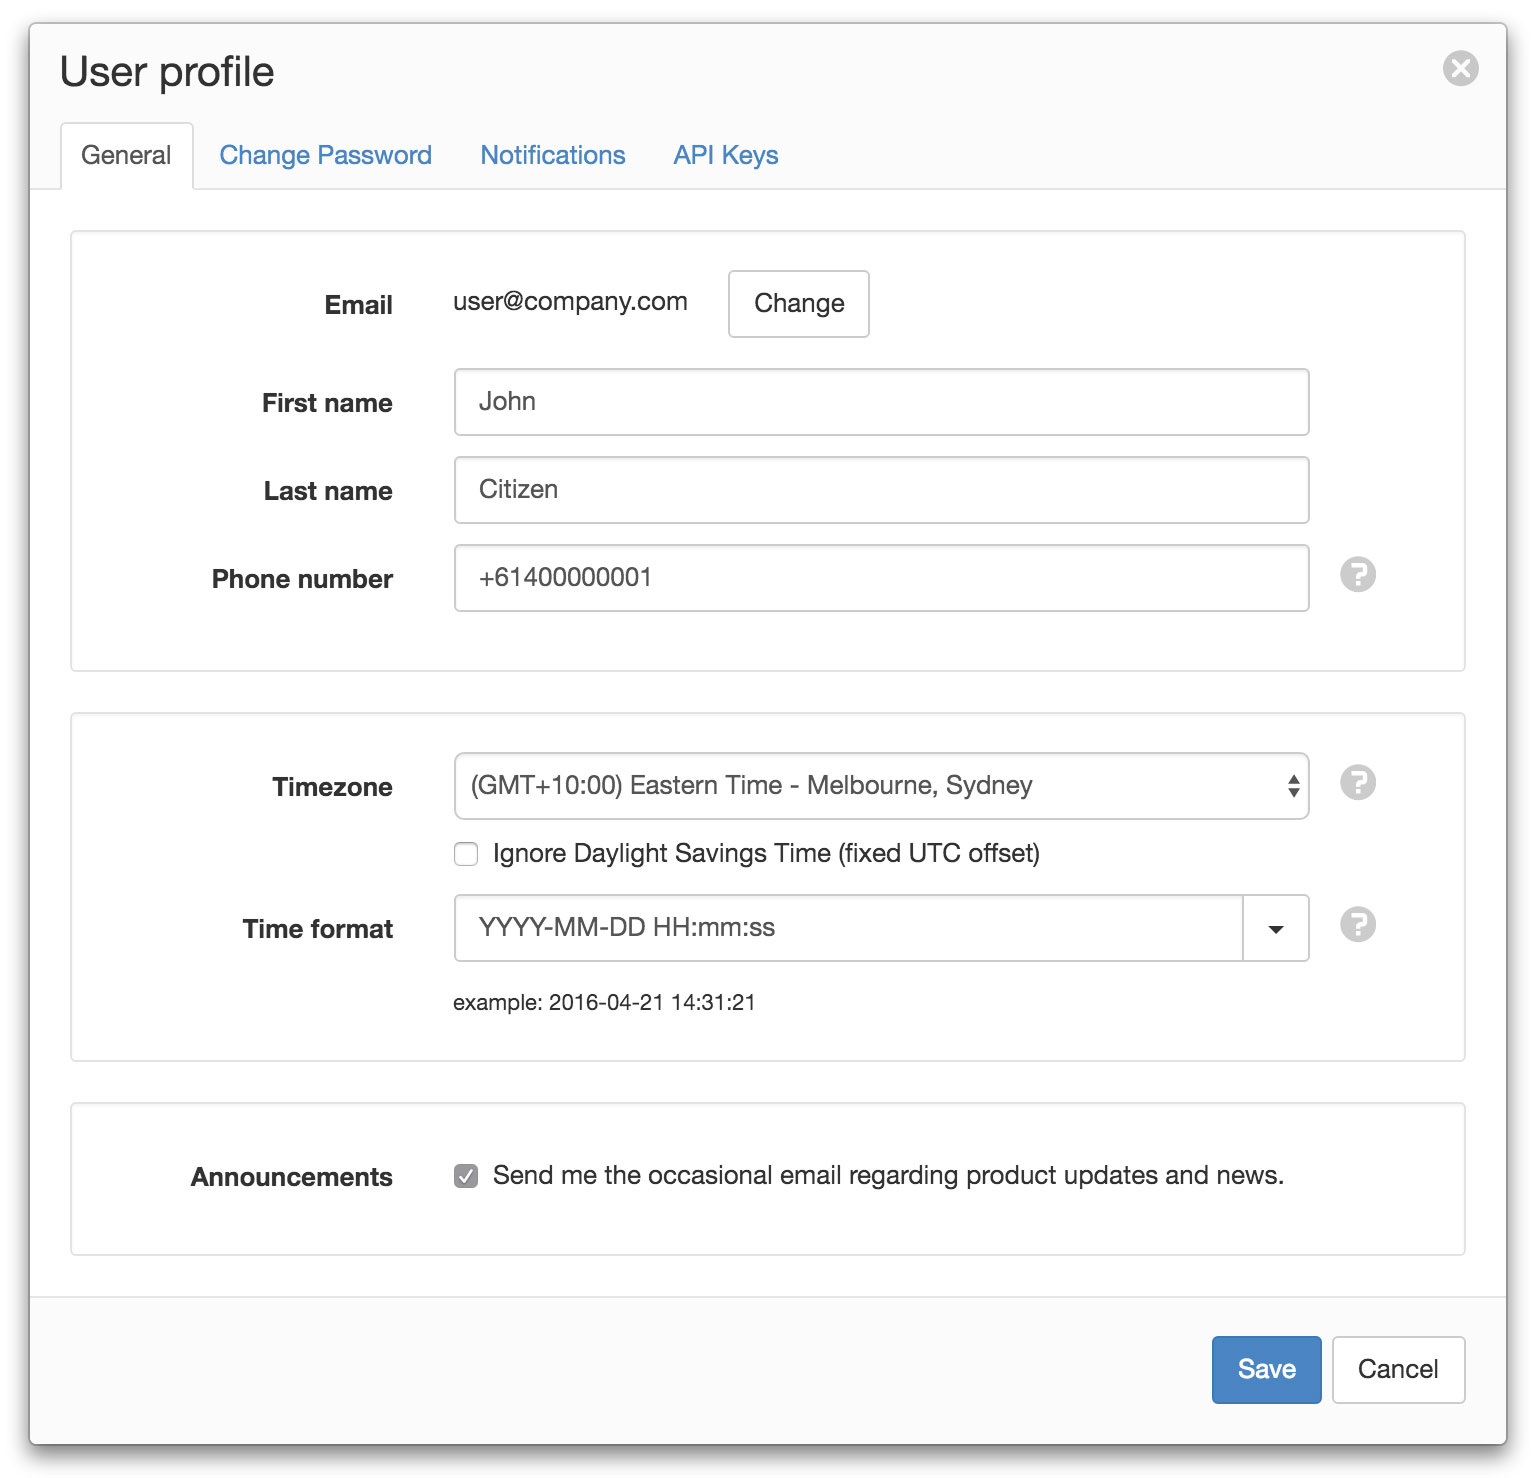 User profile
General Change Password Notifications API Keys
Email user@company.com Change
First name John
Last name Citizen
Phone number +61400000001 ?
Timezone (GMT+10:00) Eastern Time - Melbourne, Sydney ?
Ignore Daylight Savings Time (fixed UTC offset)
Time format YYYY-MM-DD HH:mm:ss ?
example: 2016-04-21 14:31:21
Announcements Send me the occasional email regarding product updates and news.
Save Cancel